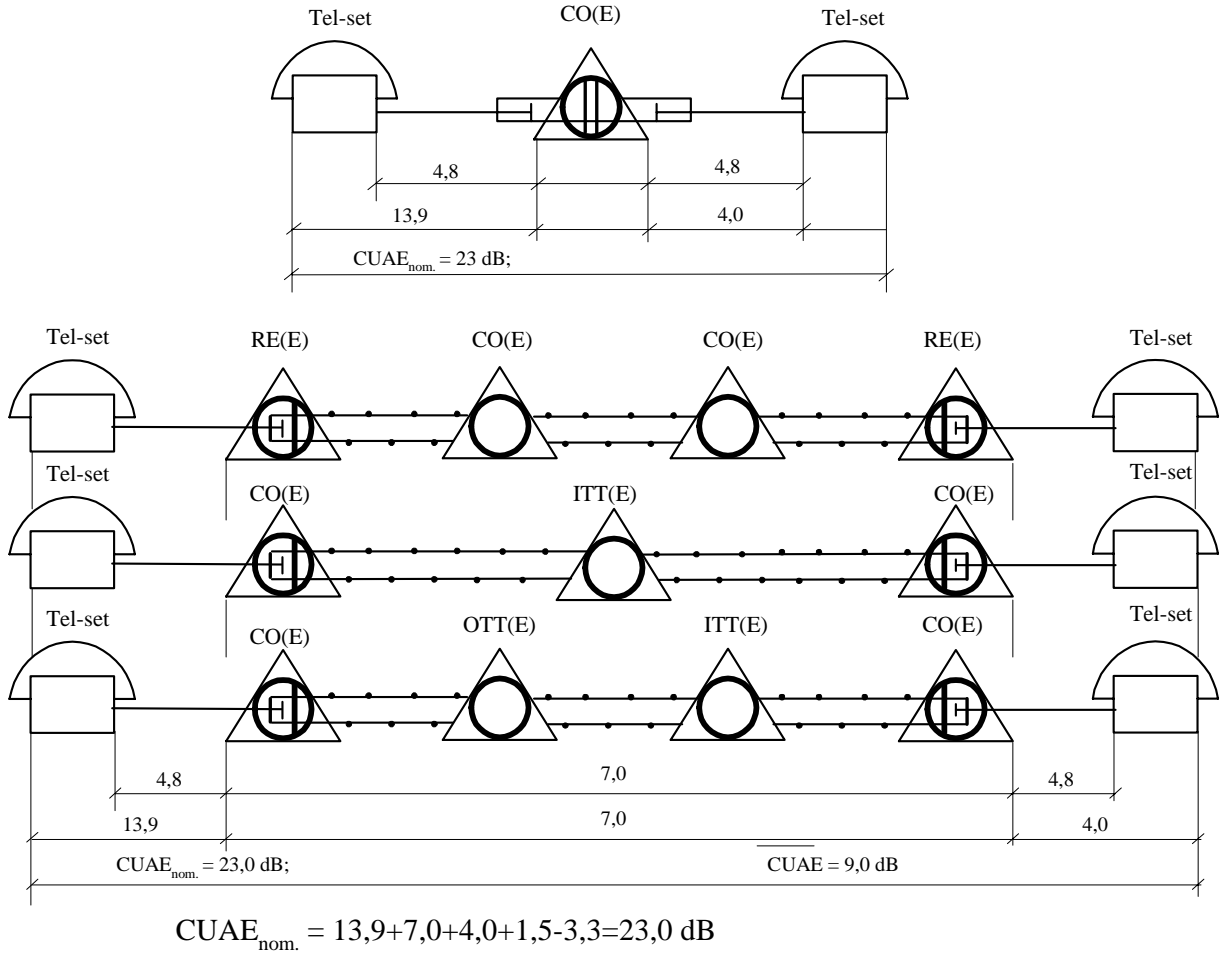 Tel-set CO(E) Tel-set
4,8 4,8
13,9 4,0
CUAEnom. = 23 dB;
Tel-set RE(E) CO(E) CO(E) RE(E) Tel-set
Tel-set CO(E) ITT(E) CO(E) Tel-set
Tel-set CO(E) OTT(E) ITT(E) CO(E) Tel-set
4,8 7,0 4,8
13,9 7,0 4,0
CUAEnom. = 23,0 dB; CUAE = 9,0 dB
CUAEnom. = 13,9+7,0+4,0+1,5-3,3=23,0 dB